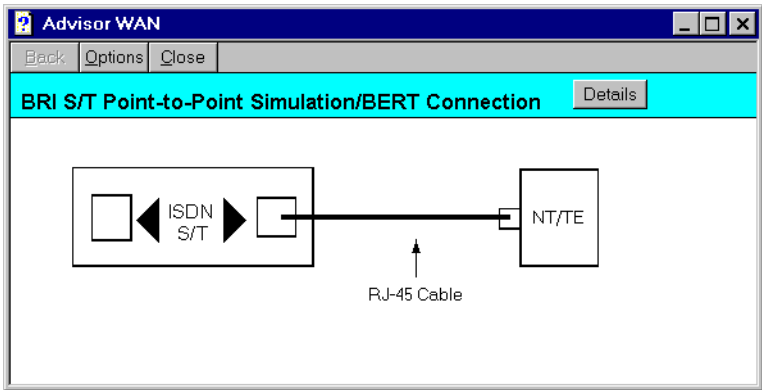 Advisor WAN
Back Options Close
BRI S/T Point-to-Point Simulation/BERT Connection Details
ISDN
S/T
NT/TE
RJ-45 Cable